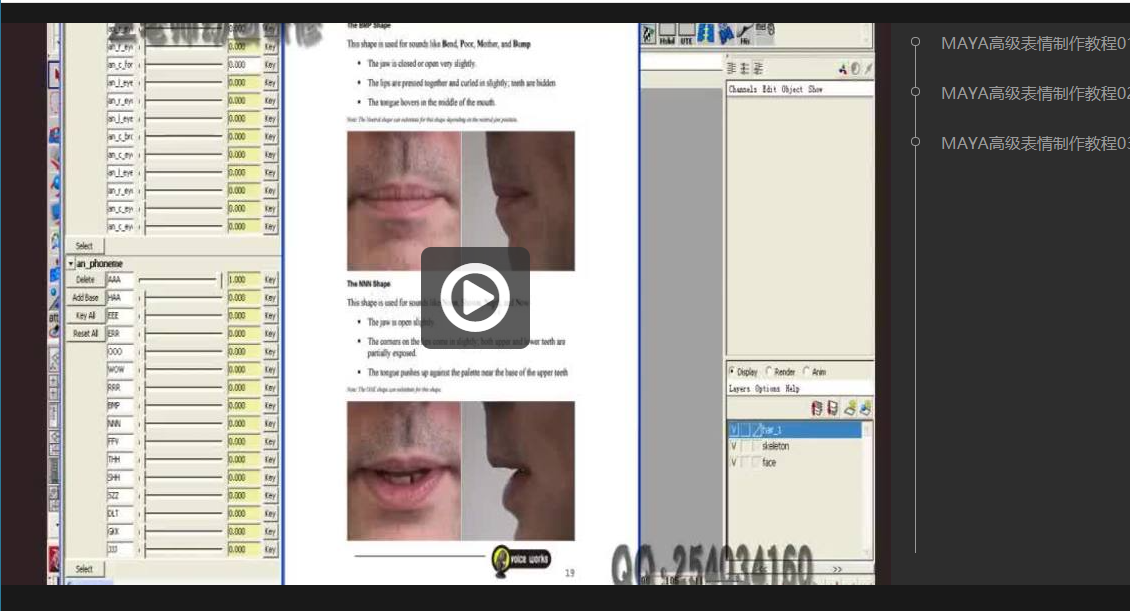 0.000 Key
an_r_ey 0.000 Key
an_c_for 0.000 Key
an_l_eye 0.000 Key
an_r_eye 0.000 Key
an_l_eye 0.000 Key
an_c_brc 0.000 Key
an_c_eye 0.000 Key
an_l_eye 0.000 Key
an_r_eye 0.000 Key
an_c_eye 0.000 Key
an_c_eye 0.000 Key
Select
an_phoneme
Delete AAA 1.000 Key
Add Base HAA 0.000 Key
Key All EEE 0.000 Key
Reset All ERR 0.000 Key
OOO 0.000 Key
WOW 0.000 Key
RRR 0.000 Key
BMP 0.000 Key
NNN 0.000 Key
FFV 0.000 Key
THH 0.000 Key
SHH 0.000 Key
SZZ 0.000 Key
DLT 0.000 Key
GKK 0.000 Key
JJJ 0.000 Key
Select
The BMP Shape
This shape is used for sounds like Bend, Poor, Mother, and Bump
• The jaw is closed or open very slightly.
• The lips are pressed together and curled in slightly; teeth are hidden
• The tongue hovers in the middle of the mouth.
The NNN Shape
This shape is used for sounds like
• The jaw is open slightly
• The corners on the lips come in slightly; both upper and lower teeth are
partially exposed.
• The tongue pushes up against the palette near the base of the upper teeth
voice works
19
Channels Edit Object Show
Display Render Anim
Layers Options Help
V har_1
V skeleton
V face
QQ:254034160
MAYA高级表情制作教程01
MAYA高级表情制作教程02
MAYA高级表情制作教程03